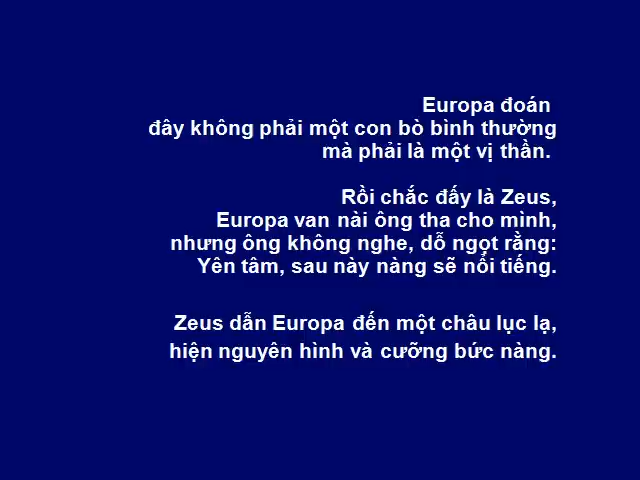 Europa đoán
đây không phải một con bò bình thường
mà phải là một vị thần.
Rồi chắc đấy là Zeus,
Europa van nài ông tha cho mình,
nhưng ông không nghe, dỗ ngọt rằng:
Yên tâm, sau này nàng sẽ nổi tiếng.
Zeus dẫn Europa đến một châu lục lạ,
hiện nguyên hình và cưỡng bức nàng.